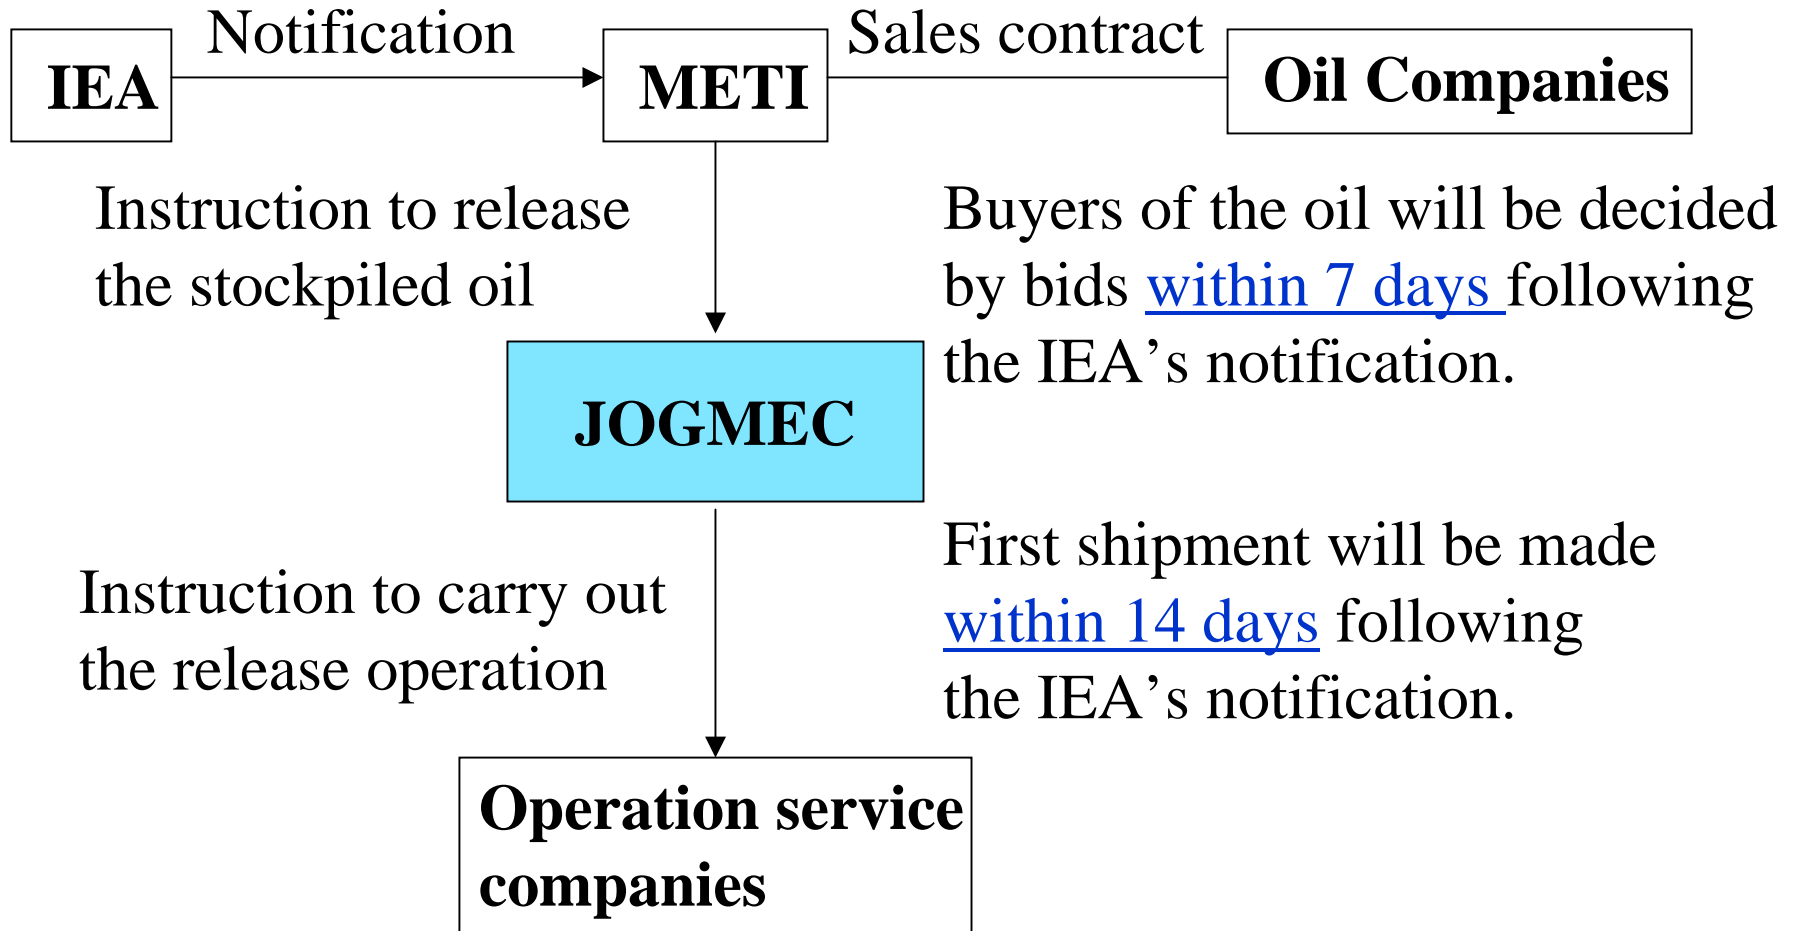 Notification
Sales contract
IEA
METI
Oil Companies
Instruction to release
the stockpiled oil
Buyers of the oil will be decided
by bids within 7 days following
the IEA’s notification.
JOGMEC
Instruction to carry out
the release operation
First shipment will be made
within 14 days following
the IEA’s notification.
Operation service
companies